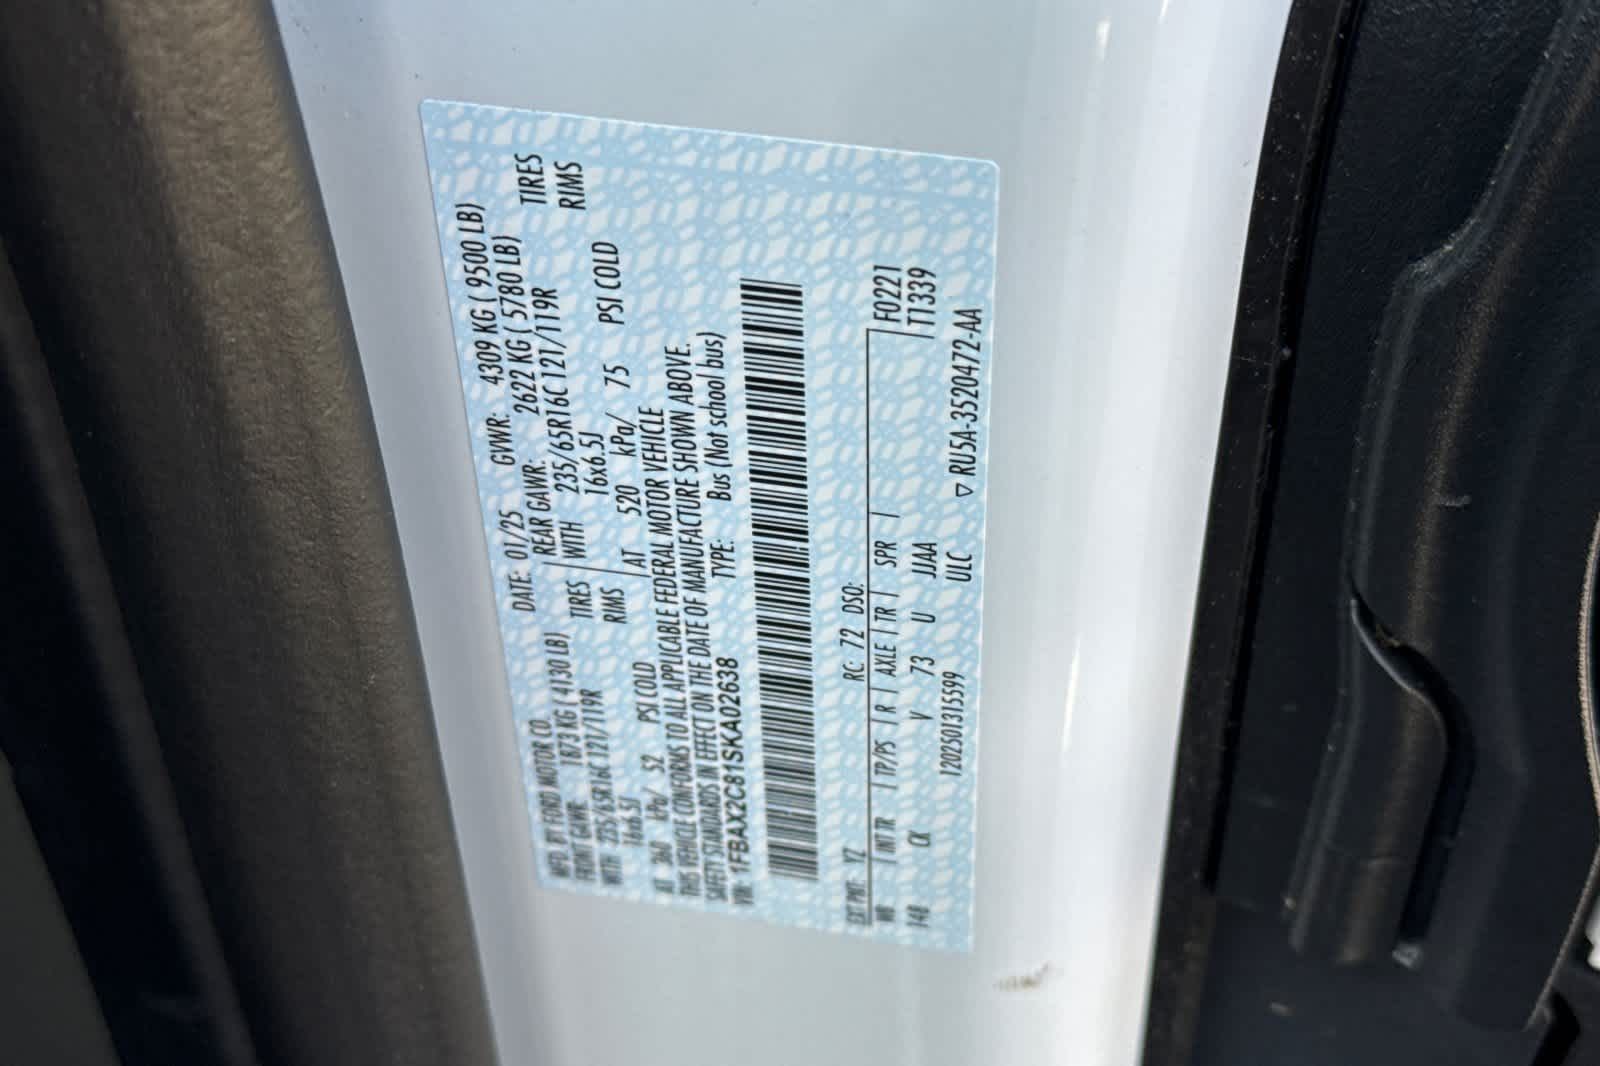 MFD. BY FORD MOTOR CO. DATE: 01/25 GVWR: 4309 KG ( 9500 LB)
FRONT GAWR: 1873 KG ( 4130 LB) REAR GAWR: 2622 KG ( 5780 LB)
WITH 235/65R16C 121/119R TIRES WITH 235/65R16C 121/119R TIRES
16x6.5J RIMS 16x6.5J RIMS
AT 360 kPa/ 52 PSI COLD AT 520 kPa/ 75 PSI COLD
THIS VEHICLE CONFORMS TO ALL APPLICABLE FEDERAL MOTOR VEHICLE
SAFETY STANDARDS IN EFFECT ON THE DATE OF MANUFACTURE SHOWN ABOVE.
VIN: 1FBAX2C81SKA02638 TYPE: Bus (Not school bus)
EXT PNT: YZ RC: 72 DSO: F0221
WB INT TR TP/PS R AXLE TR SPR T1339
148 CK V 73 U JJAA
120250131S599 ULC ▽ RU5A-3520472-AA